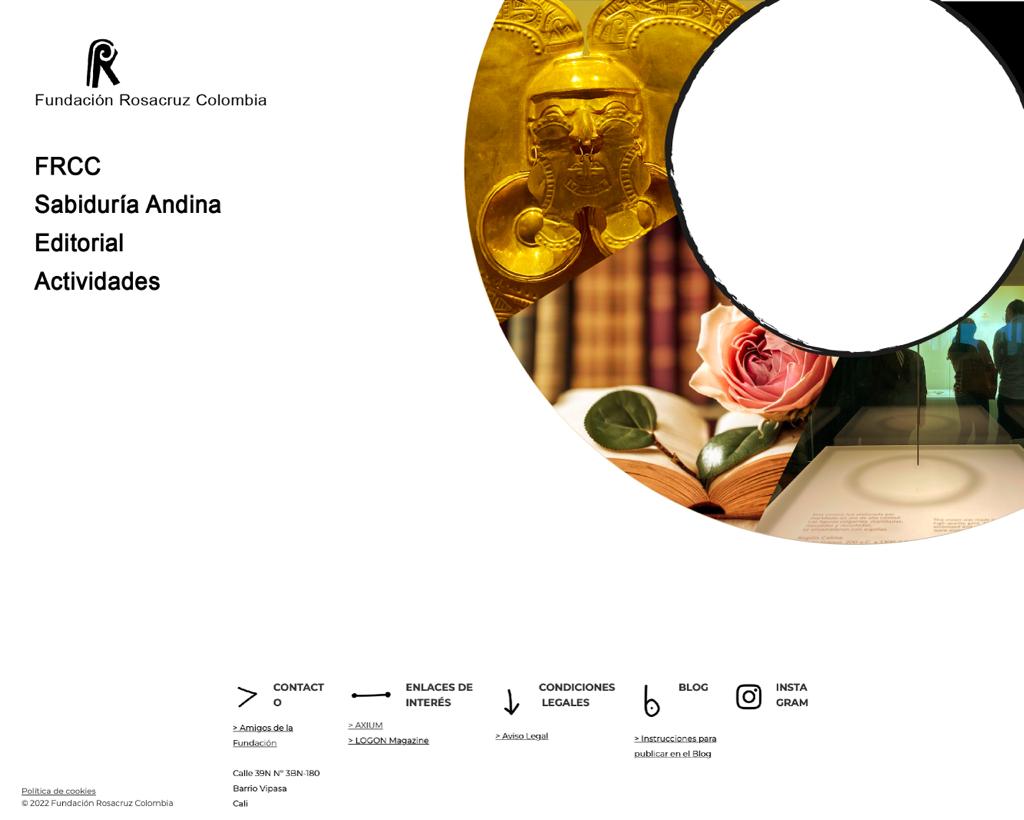 Fundación Rosacruz Colombia
FRCC
Sabiduría Andina
Editorial
Actividades
CONTACT
O
> Amigos de la
Fundación
Calle 39N N° 3BN-180
Barrio Vipasa
Cali
ENLACES DE
INTERÉS
> AXIUM
> LOGON Magazine
CONDICIONES
LEGALES
> Aviso Legal
BLOG
> Instrucciones para
publicar en el Blog
INSTA
GRAM
Política de cookies
© 2022 Fundación Rosacruz Colombia